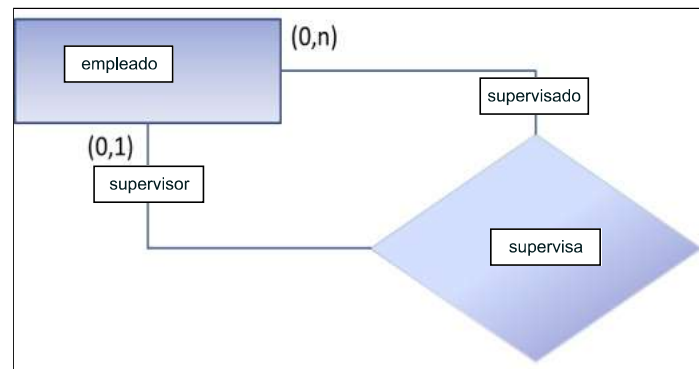 (0,n)
empleado
supervisado
(0,1)
supervisor
supervisa